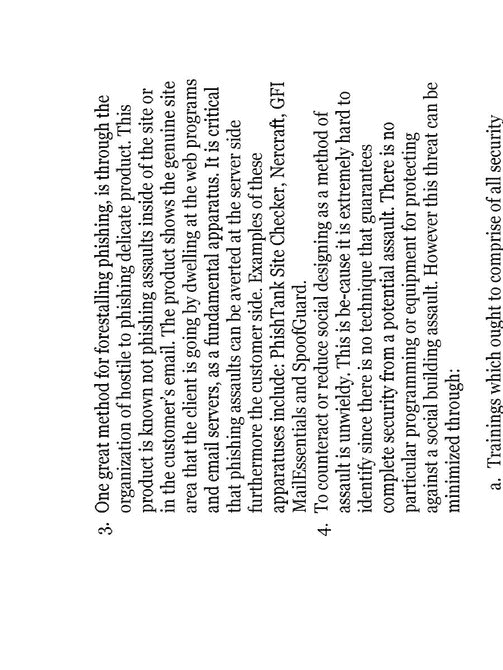 3. One great method for forestalling phishing, is through the
organization of hostile to phishing delicate product. This
product is known not phishing assaults inside of the site or
in the customer's email. The product shows the genuine site
area that the client is going by dwelling at the web programs
and email servers, as a fundamental apparatus. It is critical
that phishing assaults can be averted at the server side
furthermore the customer side. Examples of these
apparatuses include: PhishTank Site Checker, Nercraft, GFI
MailEssentials and SpoofGuard.
4. To counteract or reduce social designing as a method of
assault is unwieldy. This is be-cause it is extremely hard to
identify since there is no technique that guarantees
complete security from a potential assault. There is no
particular programming or equipment for protecting
against a social building assault. However this threat can be
minimized through:
a. Trainings which ought to comprise of all security